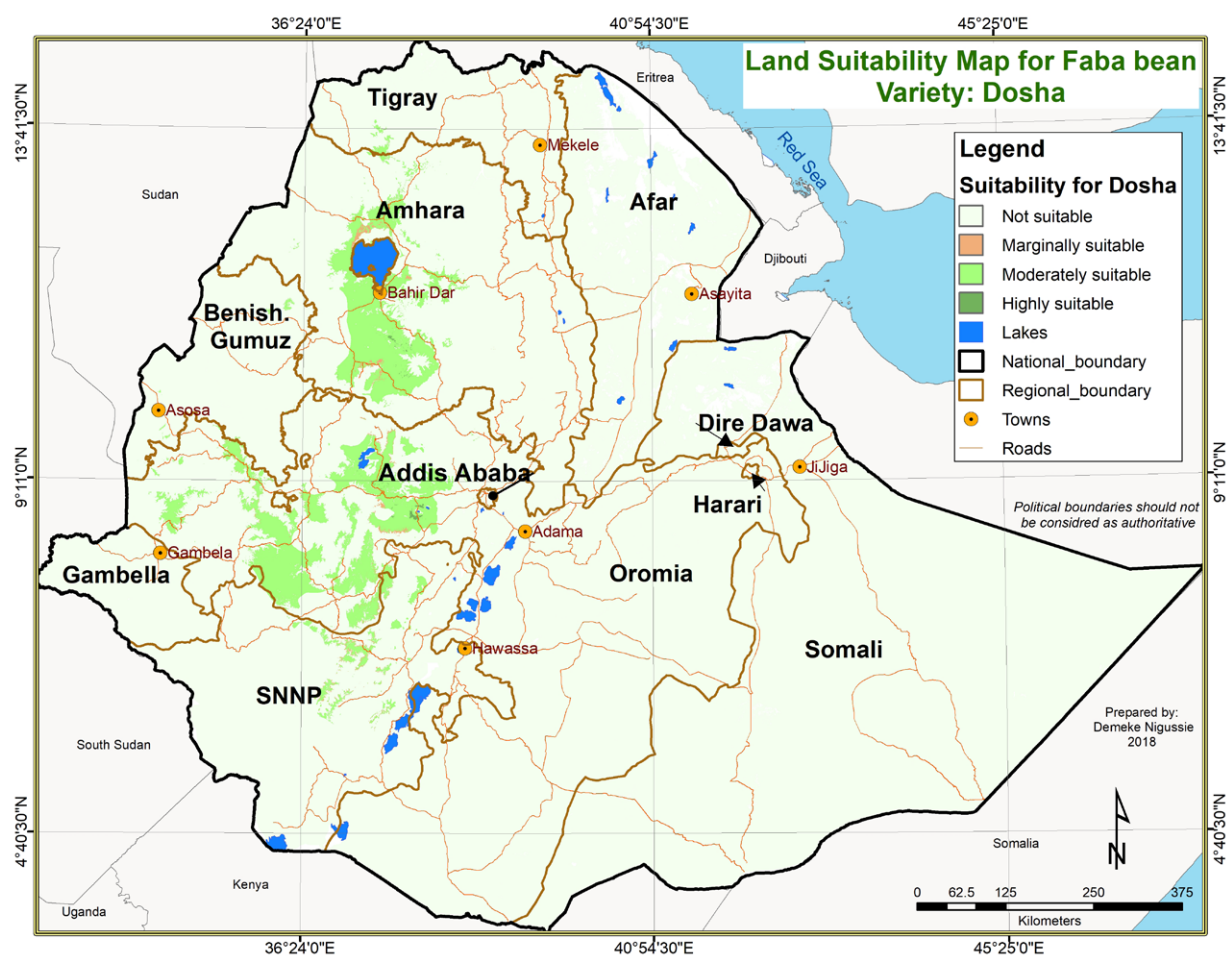 36°24'0"E
40°54'30"E
45°25'0"E
Land Suitability Map for Faba bean
Variety: Dosha
Eritrea
Tigray
13°41'30"N
13°41'30"N
Mekele
Red Sea
Legend
Suitability for Dosha
Not suitable
Marginally suitable
Moderately suitable
Highly suitable
Lakes
National_boundary
Regional_boundary
Towns
Roads
Sudan
Amhara
Afar
Djibouti
Bahir Dar
Asayita
Benish.
Gumuz
Asosa
Dire Dawa
Addis Ababa
JiJiga
9°11'0"N
9°11'0"N
Harari
Political boundaries should not
be considred as authoritative
Adama
Gambela
Gambella
Oromia
Hawassa
Somali
SNNP
South Sudan
Prepared by:
Demeke Nigussie
2018
4°40'30"N
4°40'30"N
N
Somalia
Kenya
Uganda
0 62.5 125 250 375
Kilometers
36°24'0"E
40°54'30"E
45°25'0"E